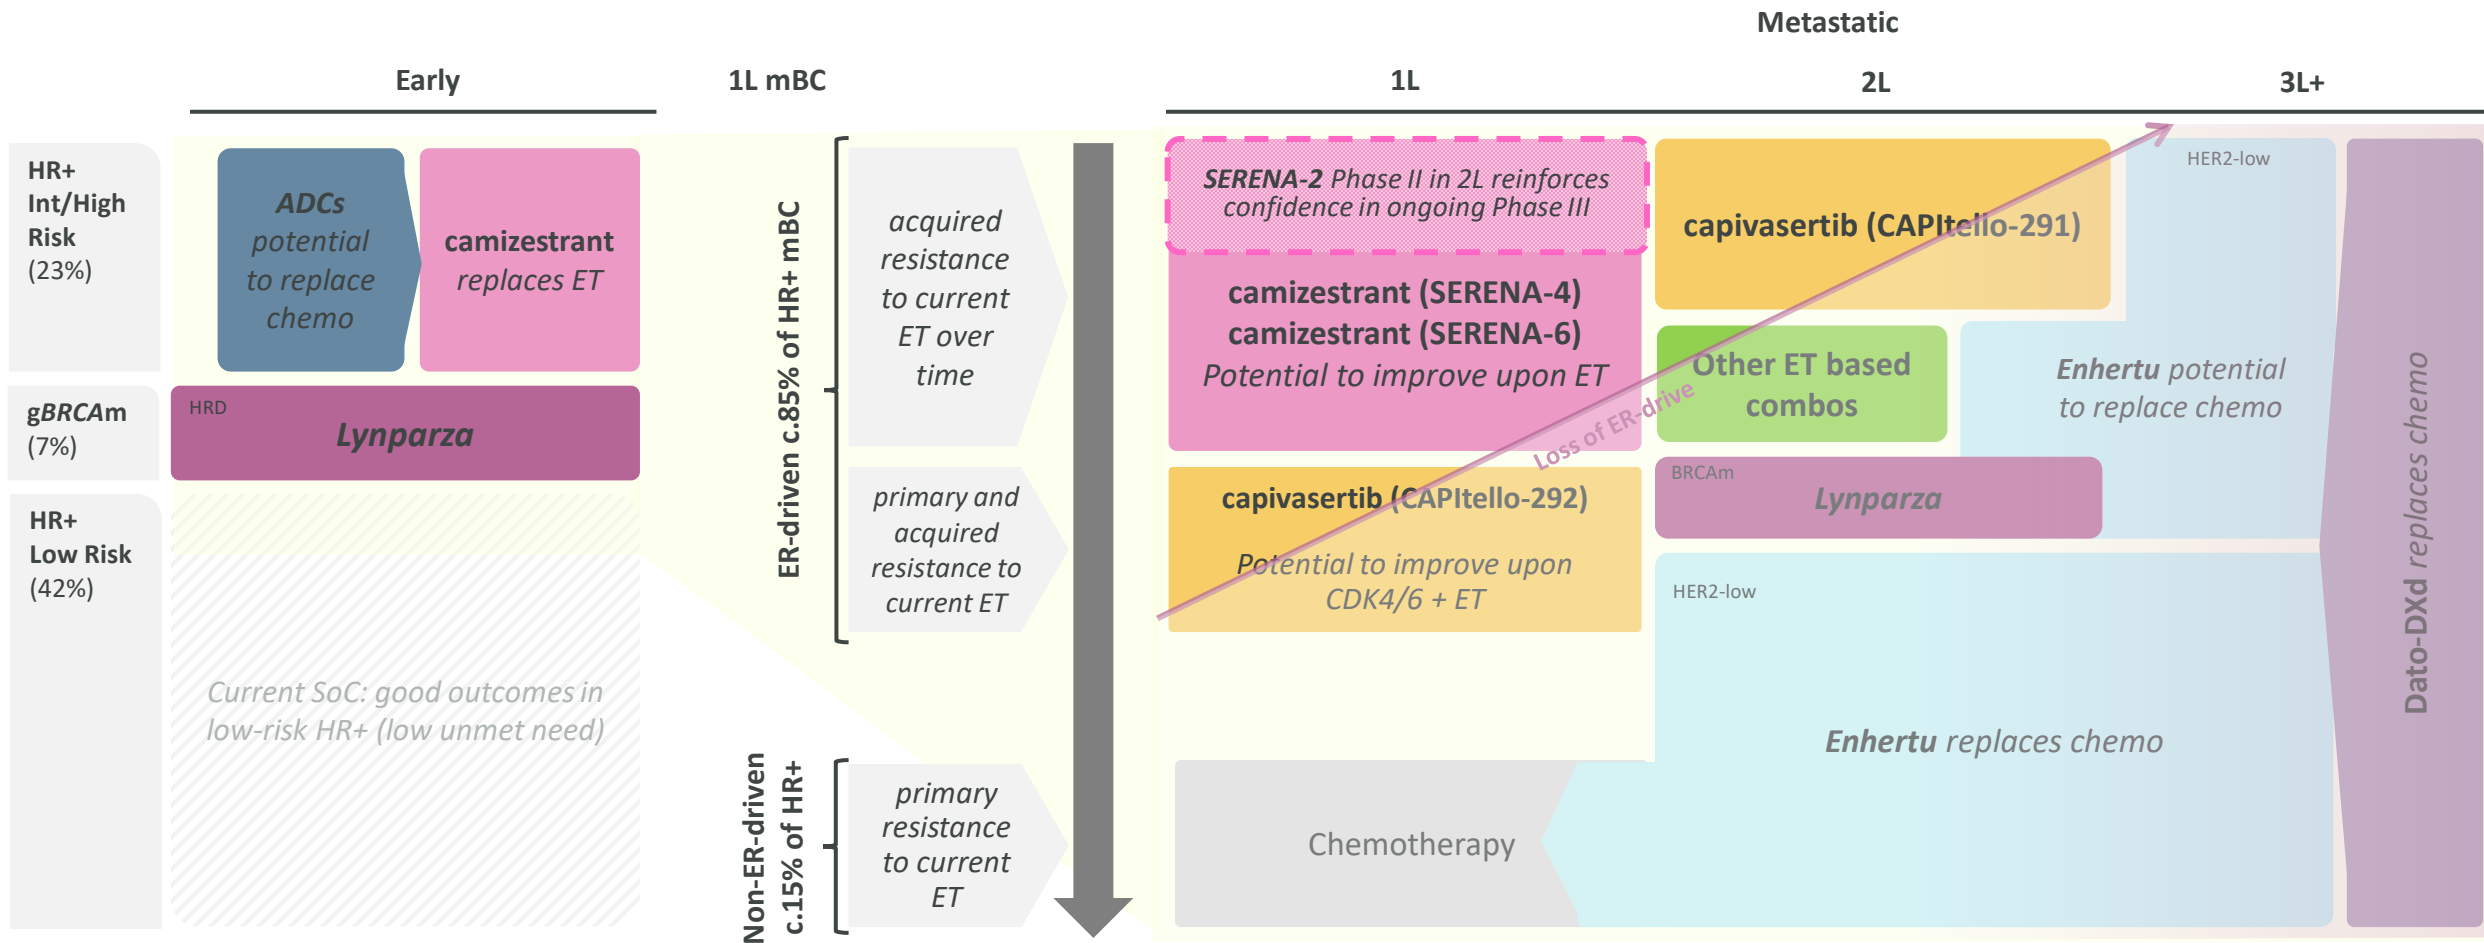 Metastatic
Early
1L mBC
1L
2L
3L+
HR+
Int/High
Risk
(23%)
ADCs
potential
to replace
chemo
camizestrant
replaces ET
gBRCAm
(7%)
HRD
Lynparza
HR+
Low Risk
(42%)
Current SoC: good outcomes in
low-risk HR+ (low unmet need)
ER-driven c.85% of HR+ mBC
acquired
resistance
to current
ET over
time
primary and
acquired
resistance to
current ET
Non-ER-driven
c.15% of HR+
primary
resistance
to current
ET
SERENA-2 Phase II in 2L reinforces
confidence in ongoing Phase III
camizestrant (SERENA-4)
camizestrant (SERENA-6)
Potential to improve upon ET
capivasertib (CAPItello-292)
Potential to improve upon
CDK4/6 + ET
Loss of ER-drive
Chemotherapy
capivasertib (CAPItello-291)
Other ET based
combos
BRCAm
Lynparza
HER2-low
Enhertu potential
to replace chemo
HER2-low
Enhertu replaces chemo
Dato-DXd replaces chemo